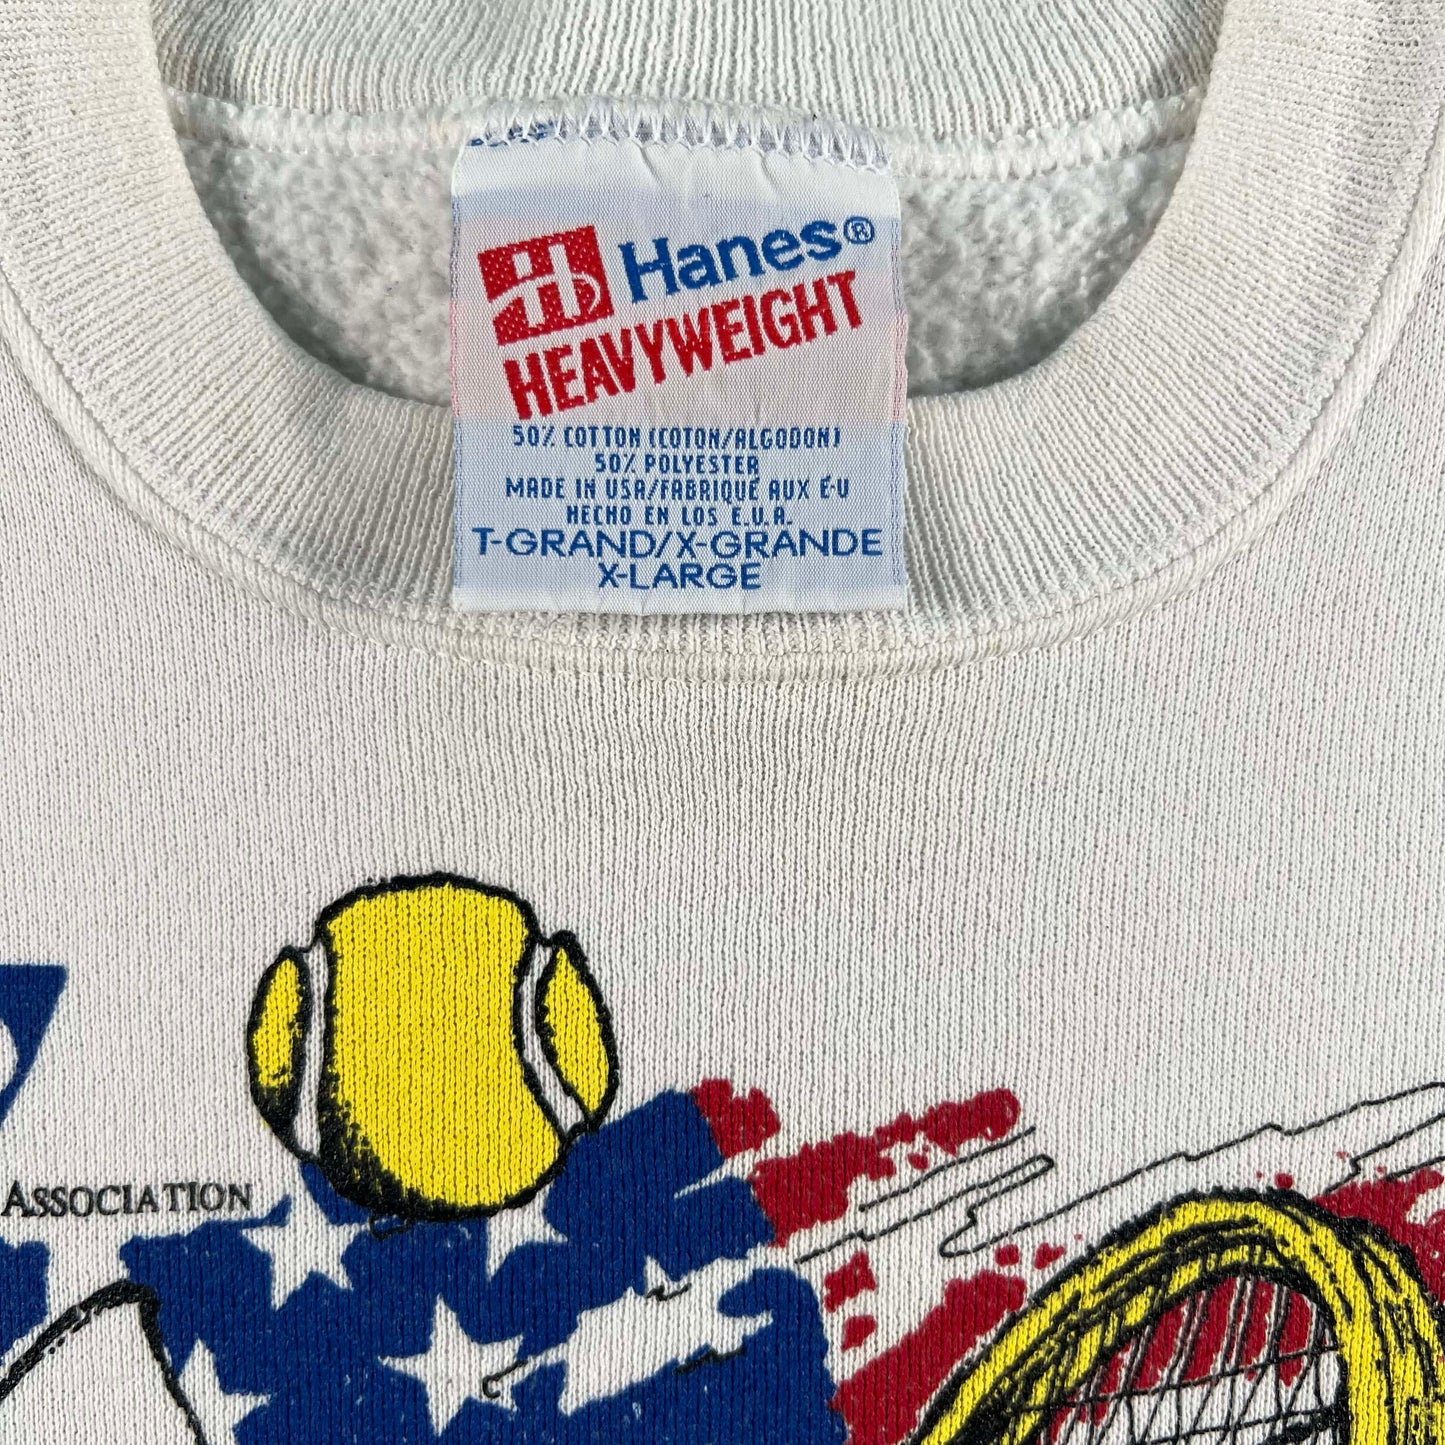 Hanes®
HEAVYWEIGHT
50% COTTON (COTON/ALGODON)
50% POLYESTER
MADE IN USA/FABRIQUÉ AUX É-U
HECHO EN LOS E.U.A.
T-GRAND/X-GRANDE
X-LARGE
ASSOCIATION